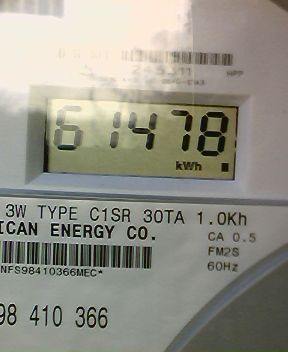 61478
kWh
3W TYPE C1SR 30TA 1.0Kh
ICAN ENERGY CO.
CA 0.5
FM2S
60Hz
NFS98410366MEC*
98 410 366